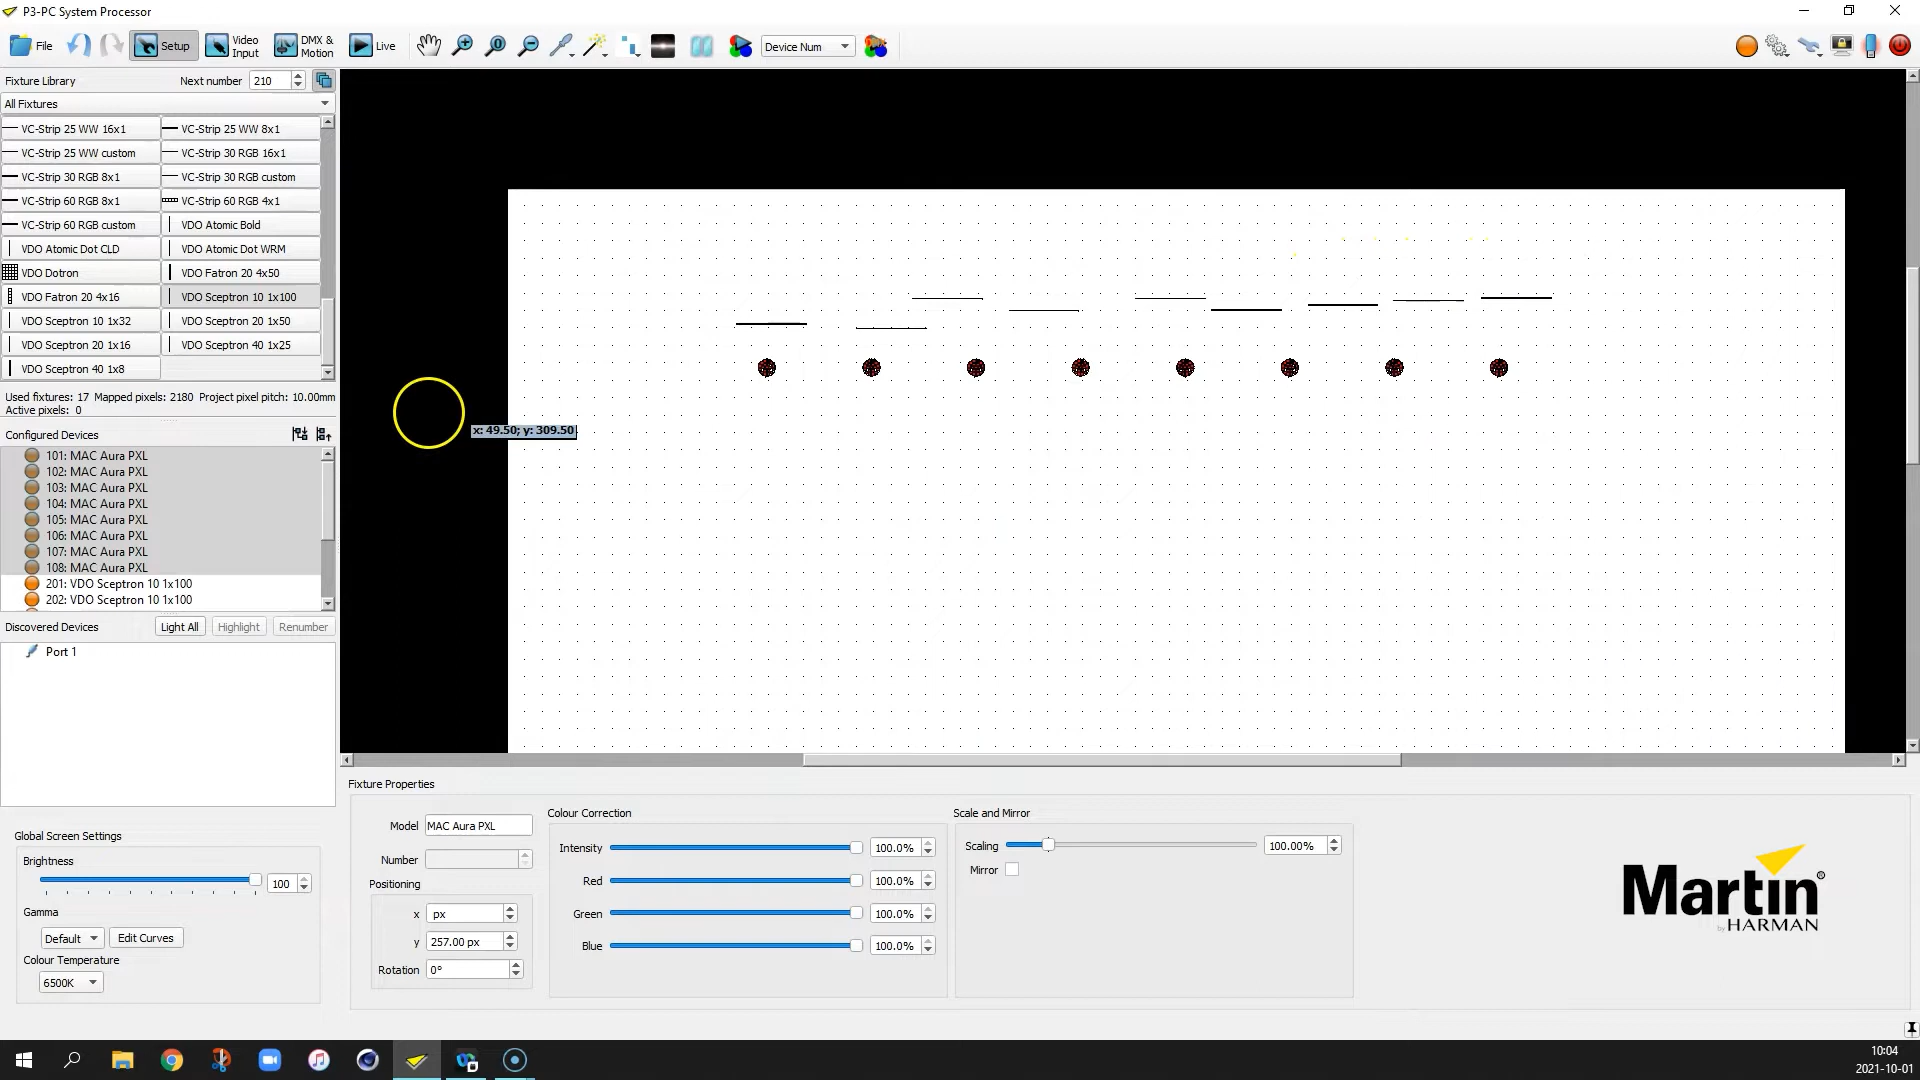 P3-PC System Processor
File
Setup
Video
Input
DMX &
Motion
Live
Device Num
Fixture Library
Next number
210
All Fixtures
VC-Strip 25 WW 16x1
VC-Strip 25 WW 8x1
VC-Strip 25 WW custom
VC-Strip 30 RGB 16x1
VC-Strip 30 RGB 8x1
VC-Strip 30 RGB custom
VC-Strip 60 RGB 8x1
VC-Strip 60 RGB 4x1
VC-Strip 60 RGB custom
VDO Atomic Bold
VDO Atomic Dot CLD
VDO Atomic Dot WRM
VDO Dotron
VDO Fatron 20 4x50
VDO Fatron 20 4x16
VDO Sceptron 10 1x100
VDO Sceptron 10 1x32
VDO Sceptron 20 1x50
VDO Sceptron 20 1x16
VDO Sceptron 40 1x25
VDO Sceptron 40 1x8
Used fixtures: 17 Mapped pixels: 2180 Project pixel pitch: 10.00mm
Active pixels: 0
x: 49.50; y: 309.50
Configured Devices
101: MAC Aura PXL
102: MAC Aura PXL
103: MAC Aura PXL
104: MAC Aura PXL
105: MAC Aura PXL
106: MAC Aura PXL
107: MAC Aura PXL
108: MAC Aura PXL
201: VDO Sceptron 10 1x100
202: VDO Sceptron 10 1x100
Discovered Devices
Light All
Highlight
Renumber
Port 1
Global Screen Settings
Brightness
100
Gamma
Default
Edit Curves
Colour Temperature
6500K
Fixture Properties
Model
MAC Aura PXL
Number
Positioning
x
px
y
257.00 px
Rotation
0°
Colour Correction
Intensity
100.0%
Red
100.0%
Green
100.0%
Blue
100.0%
Scale and Mirror
Scaling
100.00%
Mirror
Martin®
by HARMAN
10:04
2021-10-01